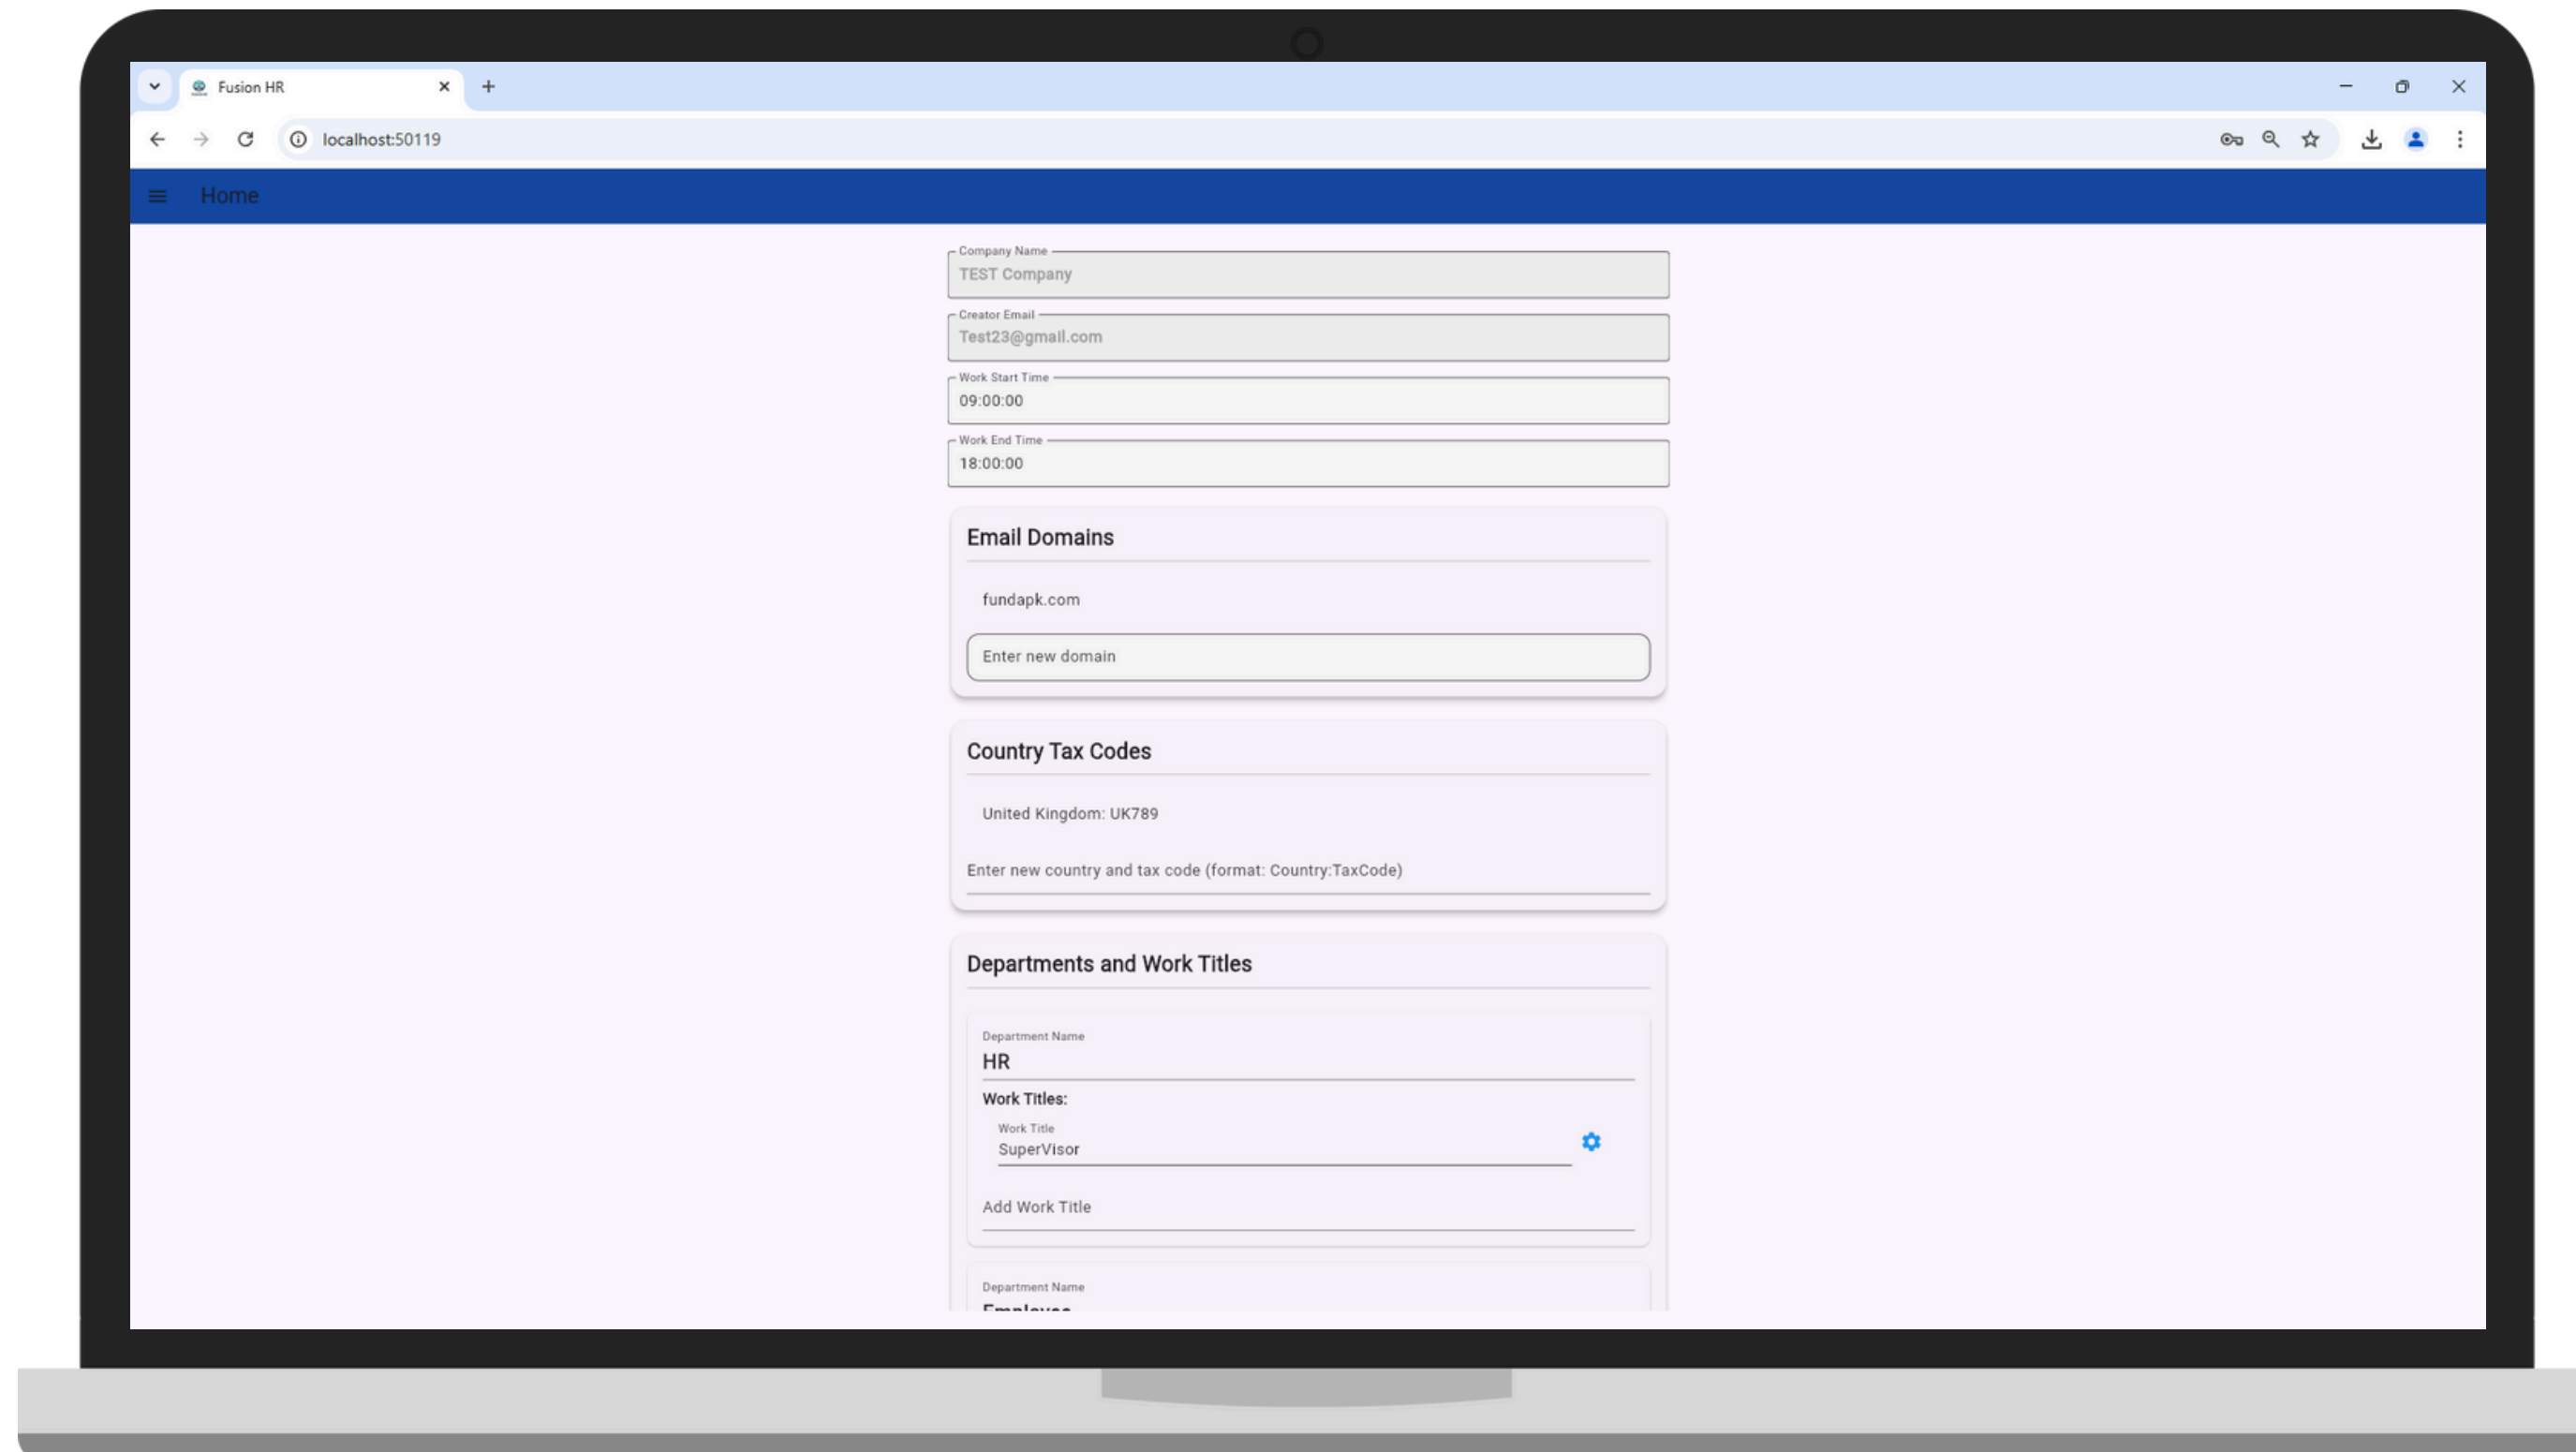 Fusion HR
localhost:50119
Home
Company Name
TEST Company
Creator Email
Test23@gmail.com
Work Start Time
09:00:00
Work End Time
18:00:00
Email Domains
fundapk.com
Enter new domain
Country Tax Codes
United Kingdom: UK789
Enter new country and tax code (format: Country:TaxCode)
Departments and Work Titles
Department Name
HR
Work Titles:
Work Title
SuperVisor
Add Work Title
Department Name
Employee